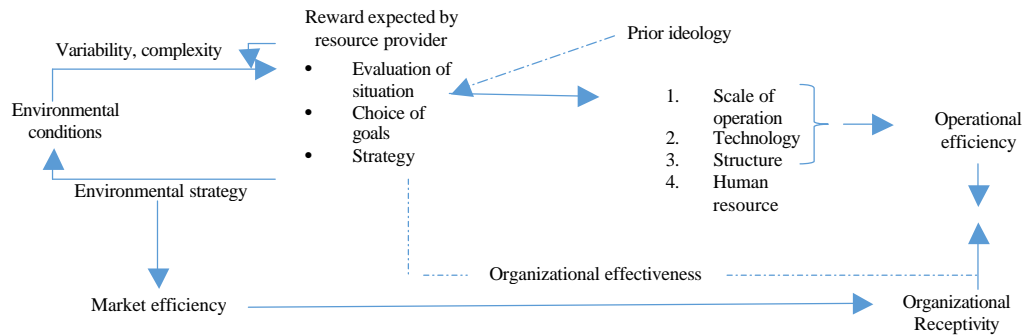 Reward expected by
resource provider
Variability, complexity
Prior ideology
• Evaluation of
situation
• Choice of
goals
• Strategy
Environmental
conditions
1. Scale of
operation
2. Technology
3. Structure
4. Human
resource
Operational
efficiency
Environmental strategy
Organizational effectiveness
Market efficiency
Organizational
Receptivity